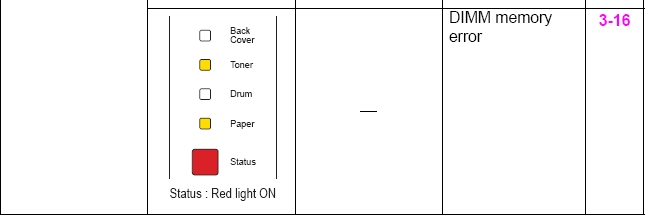 Back
Cover
Toner
Drum
Paper
Status
Status : Red light ON
—
DIMM memory
error
3-16